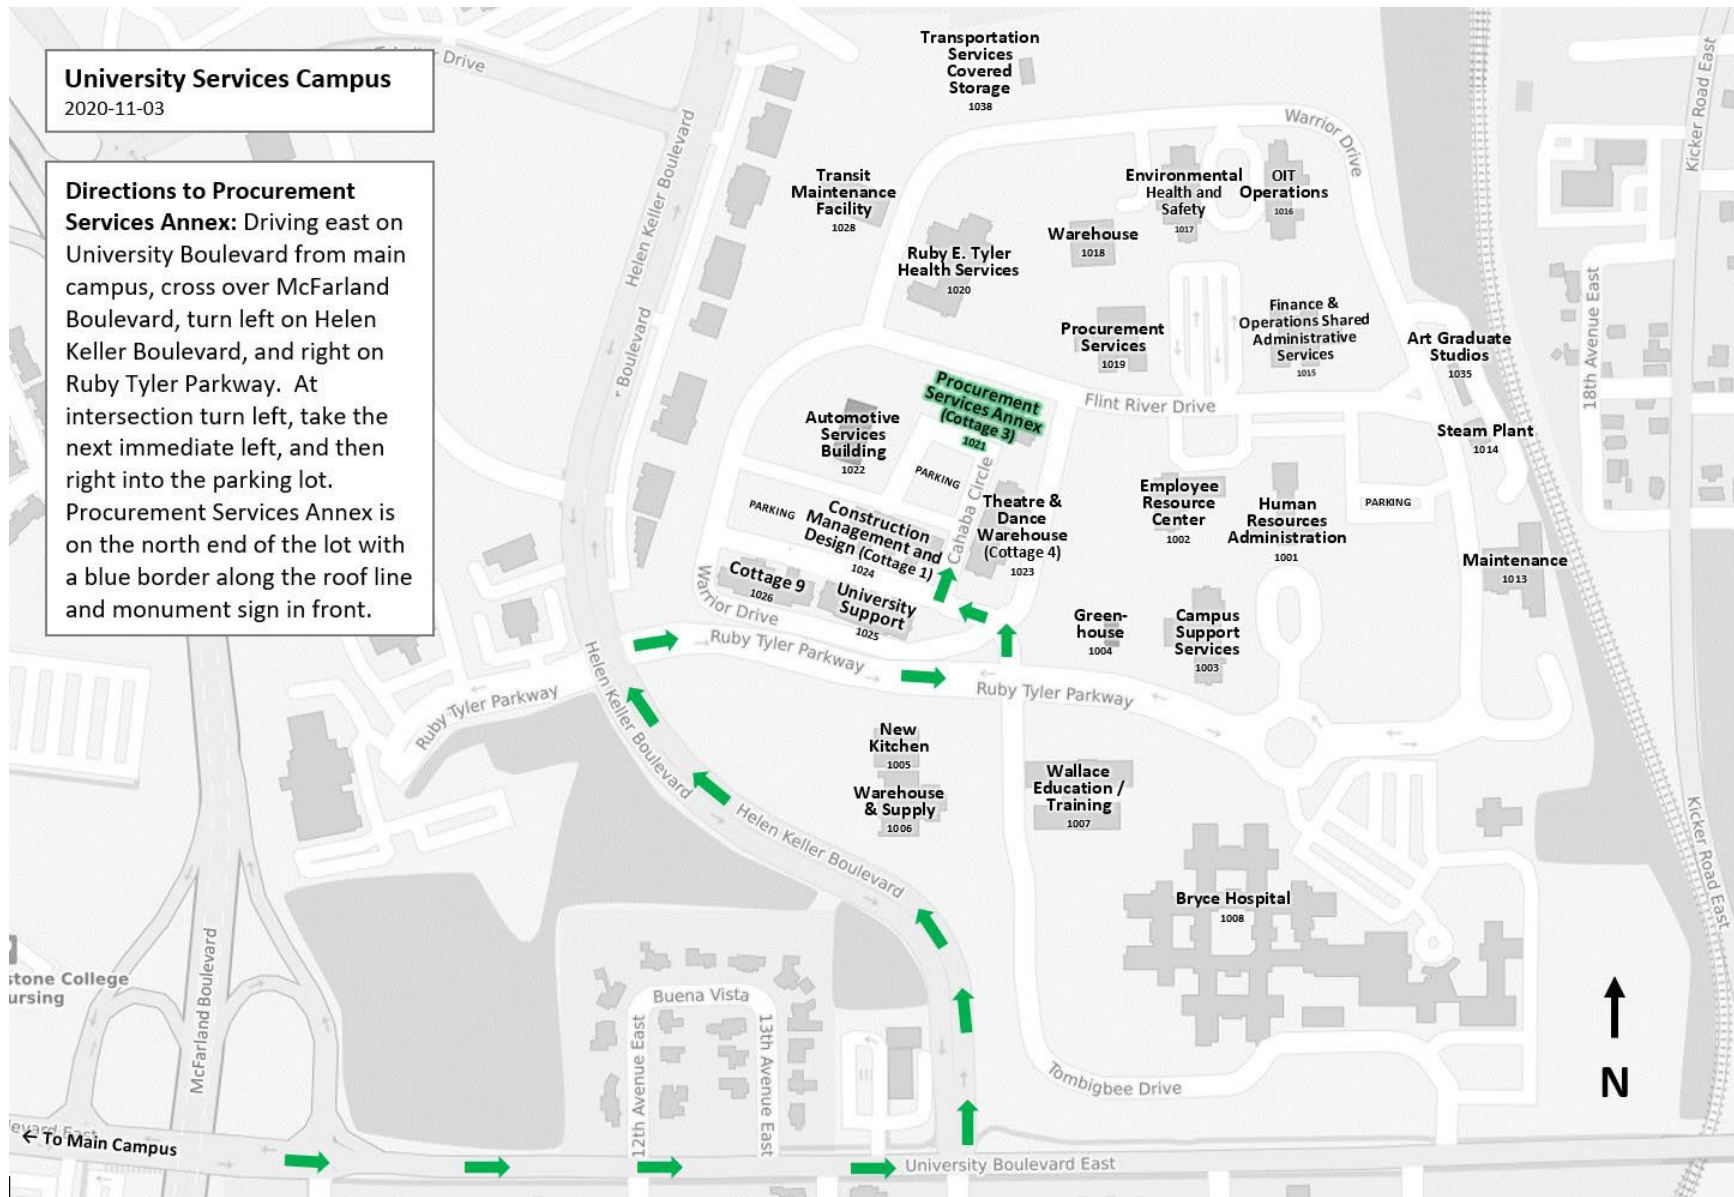 University Services Campus
2020-11-03
Directions to Procurement
Services Annex: Driving east on
University Boulevard from main
campus, cross over McFarland
Boulevard, turn left on Helen
Keller Boulevard, and right on
Ruby Tyler Parkway. At
intersection turn left, take the
next immediate left, and then
right into the parking lot.
Procurement Services Annex is
on the north end of the lot with
a blue border along the roof line
and monument sign in front.
Drive
Transportation
Services
Covered
Storage
1038
Warrior Drive
Kicker Road East
Helen Keller Boulevard
Transit
Maintenance
Facility
1028
Environmental
Health and
Safety
1017
OIT
Operations
1016
Warehouse
1018
Ruby E. Tyler
Health Services
1020
18th Avenue East
Boulevard
Procurement
Services
1019
Finance &
Operations Shared
Administrative
Services
1015
Art Graduate
Studios
1035
Procurement
Services Annex
(Cottage 3)
1021
Flint River Drive
Automotive
Services
Building
1022
Steam Plant
1014
PARKING
Cahaba Circle
PARKING
Construction
Management and
Design (Cottage 1)
1024
Theatre &
Dance
Warehouse
(Cottage 4)
1023
Employee
Resource
Center
1002
Human
Resources
Administration
1001
PARKING
Maintenance
1013
Warrior Drive
Cottage 9
1026
University
Support
1025
Green-
house
1004
Campus
Support
Services
1003
Ruby Tyler Parkway
Ruby Tyler Parkway
Ruby Tyler Parkway
Helen Keller Boulevard
New
Kitchen
1005
Warehouse
& Supply
1006
Wallace
Education /
Training
1007
Helen Keller Boulevard
Kicker Road East
Bryce Hospital
1008
McFarland Boulevard
stone College
ursing
Buena Vista
12th Avenue East
13th Avenue East
Tombigbee Drive
N
← To Main Campus
University Boulevard East